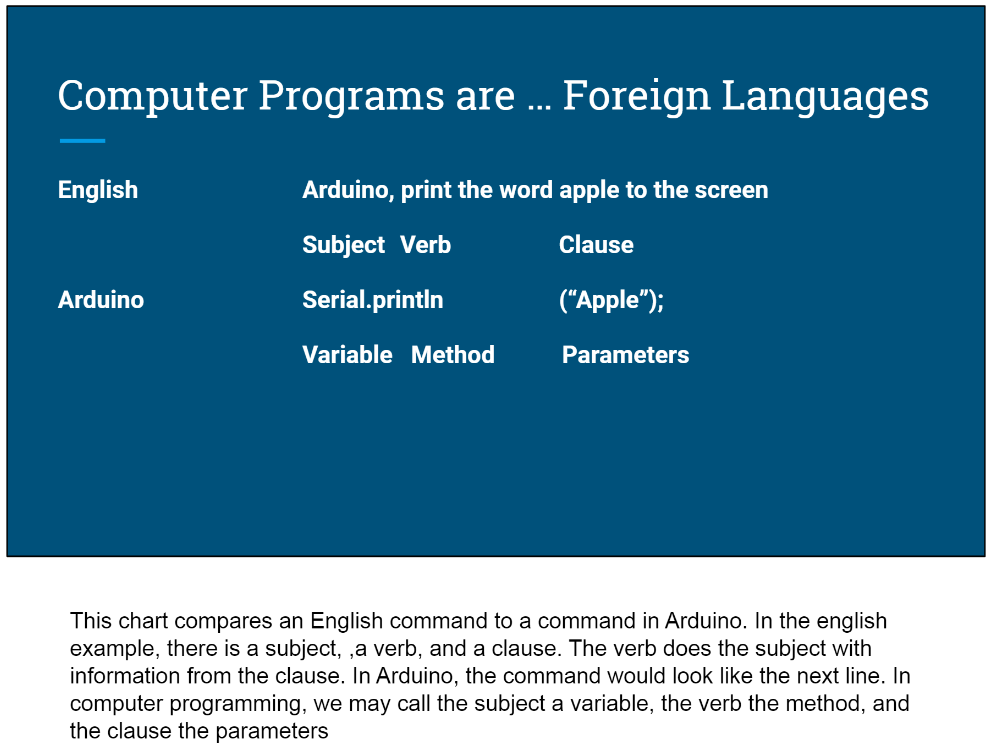 Computer Programs are ... Foreign Languages
English Arduino, print the word apple to the screen
Subject Verb Clause
Arduino Serial.println (“Apple”);
Variable Method Parameters
This chart compares an English command to a command in Arduino. In the english
example, there is a subject, ,a verb, and a clause. The verb does the subject with
information from the clause. In Arduino, the command would look like the next line. In
computer programming, we may call the subject a variable, the verb the method, and
the clause the parameters